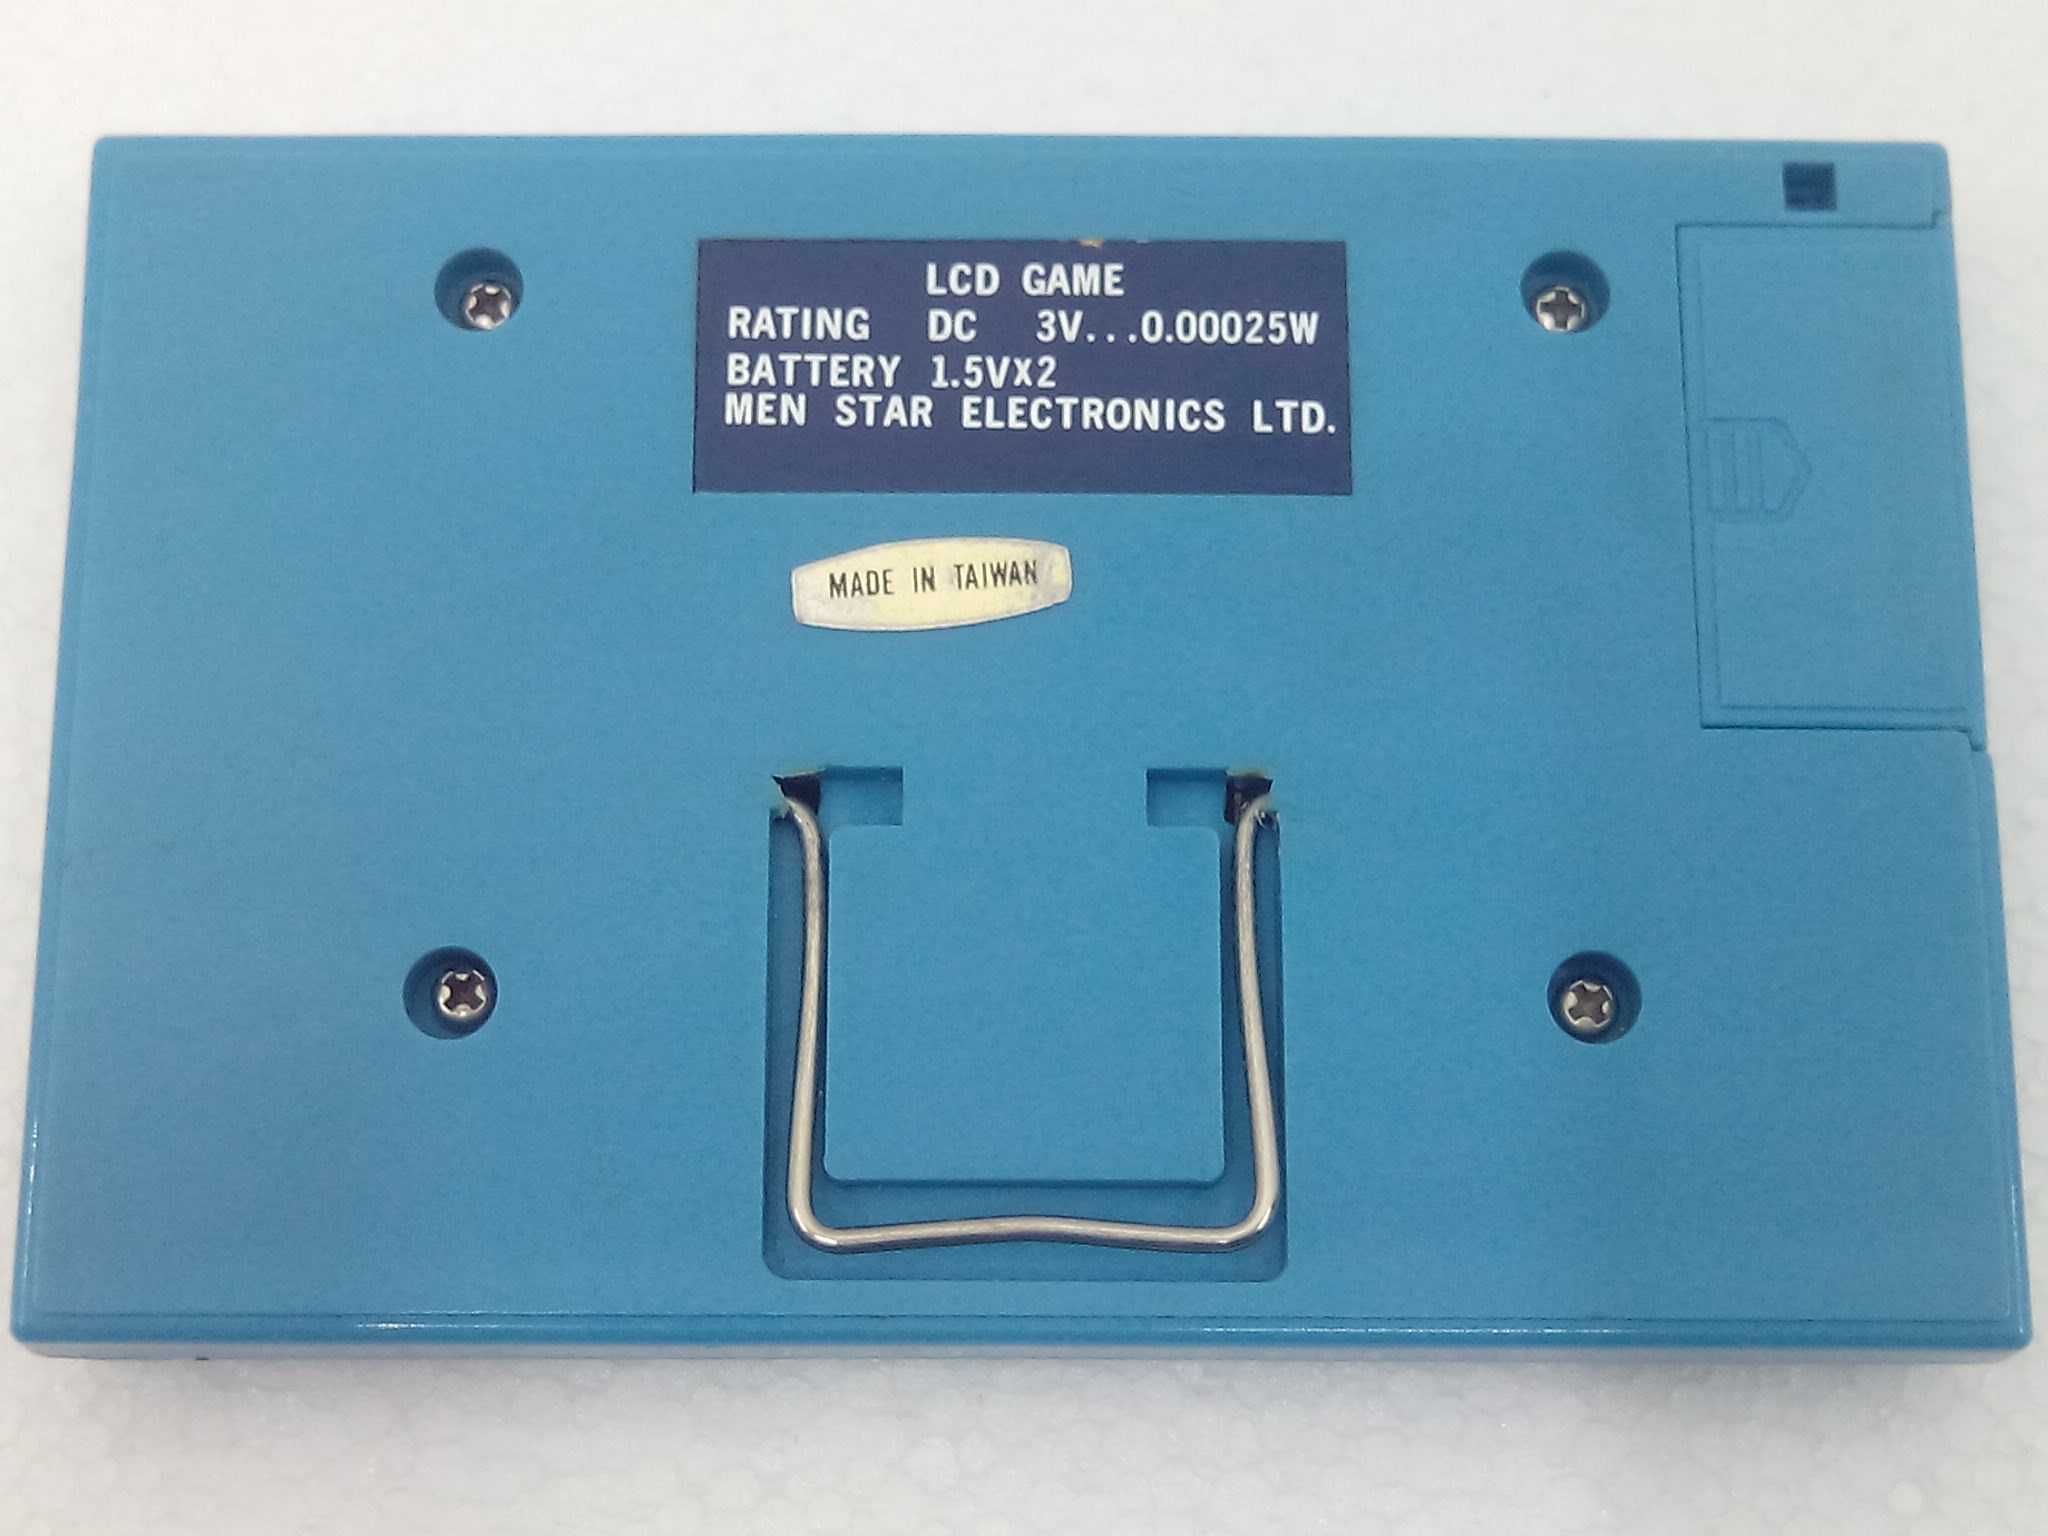 LCD GAME
RATING DC 3V...0.00025W
BATTERY 1.5VX2
MEN STAR ELECTRONICS LTD.
MADE IN TAIWAN